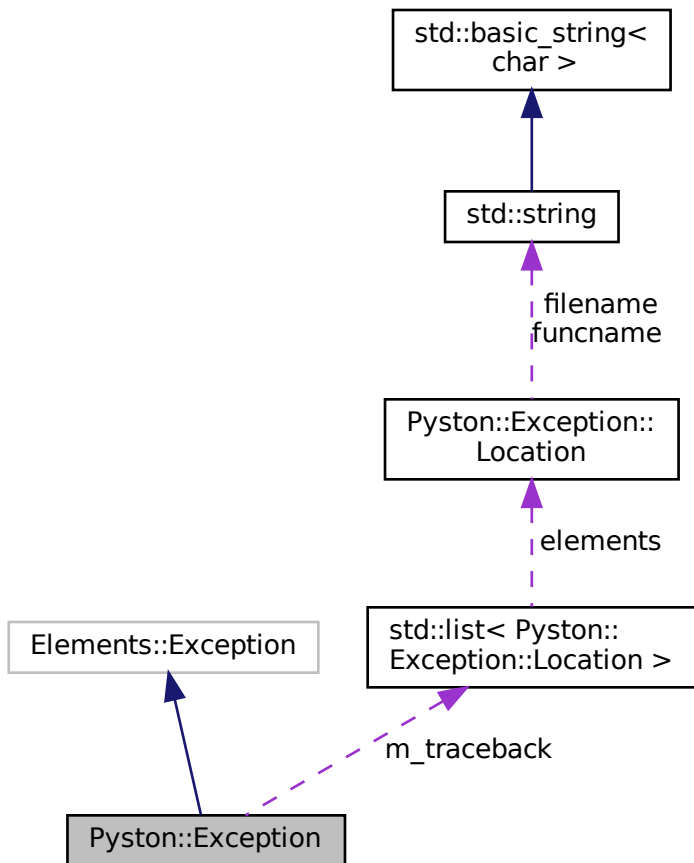 std::basic_string<
char >
std::string
filename
funcname
Pyston::Exception::
Location
elements
std::list< Pyston::
Exception::Location >
Elements::Exception
m_traceback
Pyston::Exception